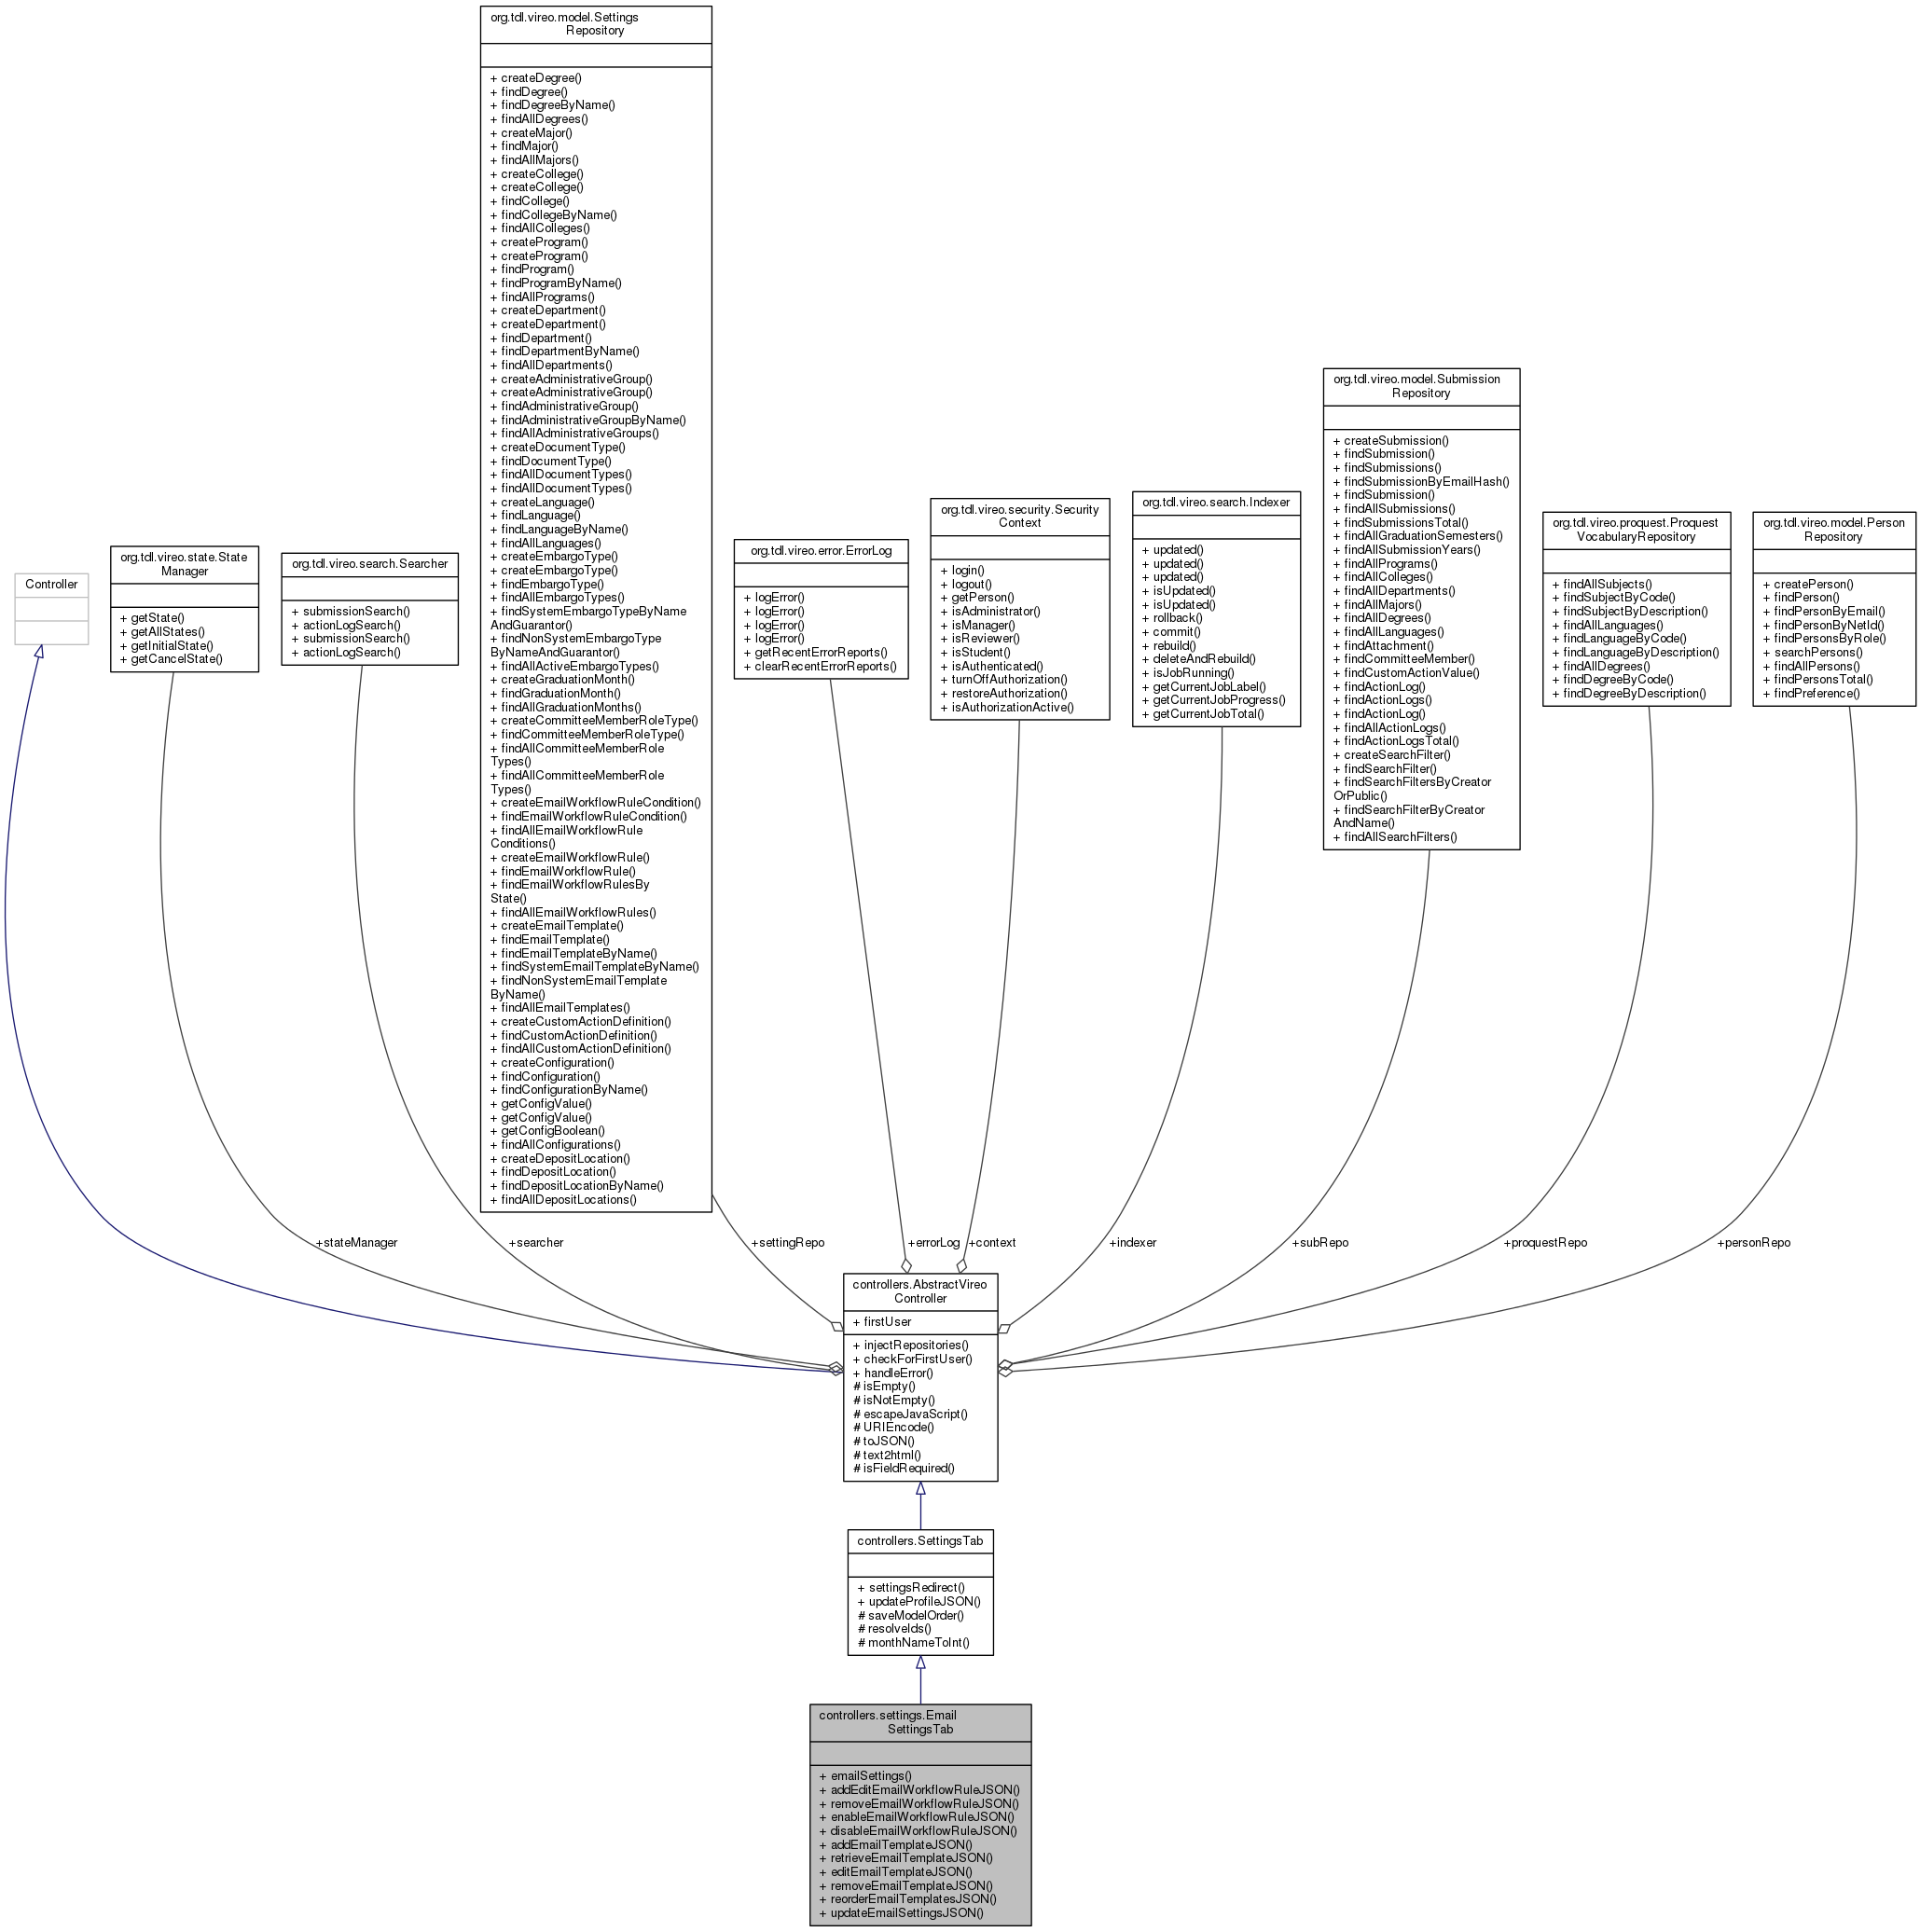 org.tdl.vireo.model.Settings
Repository
+ createDegree()
+ findDegree()
+ findDegreeByName()
+ findAllDegrees()
+ createMajor()
+ findMajor()
+ findAllMajors()
+ createCollege()
+ createCollege()
+ findCollege()
+ findCollegeByName()
+ findAllColleges()
+ createProgram()
+ createProgram()
+ findProgram()
+ findProgramByName()
+ findAllPrograms()
+ createDepartment()
+ createDepartment()
+ findDepartment()
+ findDepartmentByName()
+ findAllDepartments()
+ createAdministrativeGroup()
+ createAdministrativeGroup()
+ findAdministrativeGroup()
+ findAdministrativeGroupByName()
+ findAllAdministrativeGroups()
+ createDocumentType()
+ findDocumentType()
+ findAllDocumentTypes()
+ findAllDocumentTypes()
+ createLanguage()
+ findLanguage()
+ findLanguageByName()
+ findAllLanguages()
+ createEmbargoType()
+ createEmbargoType()
+ findEmbargoType()
+ findAllEmbargoTypes()
+ findSystemEmbargoTypeByName
AndGuarantor()
+ findNonSystemEmbargoType
ByNameAndGuarantor()
+ findAllActiveEmbargoTypes()
+ createGraduationMonth()
+ findGraduationMonth()
+ findAllGraduationMonths()
+ createCommitteeMemberRoleType()
+ findCommitteeMemberRoleType()
+ findAllCommitteeMemberRole
Types()
+ findAllCommitteeMemberRole
Types()
+ createEmailWorkflowRuleCondition()
+ findEmailWorkflowRuleCondition()
+ findAllEmailWorkflowRule
Conditions()
+ createEmailWorkflowRule()
+ findEmailWorkflowRule()
+ findEmailWorkflowRulesBy
State()
+ findAllEmailWorkflowRules()
+ createEmailTemplate()
+ findEmailTemplate()
+ findEmailTemplateByName()
+ findSystemEmailTemplateByName()
+ findNonSystemEmailTemplate
ByName()
+ findAllEmailTemplates()
+ createCustomActionDefinition()
+ findCustomActionDefinition()
+ findAllCustomActionDefinition()
+ createConfiguration()
+ findConfiguration()
+ findConfigurationByName()
+ getConfigValue()
+ getConfigValue()
+ getConfigBoolean()
+ findAllConfigurations()
+ createDepositLocation()
+ findDepositLocation()
+ findDepositLocationByName()
+ findAllDepositLocations()
Controller
org.tdl.vireo.state.State
Manager
+ getState()
+ getAllStates()
+ getInitialState()
+ getCancelState()
org.tdl.vireo.search.Searcher
+ submissionSearch()
+ actionLogSearch()
+ submissionSearch()
+ actionLogSearch()
org.tdl.vireo.error.ErrorLog
+ logError()
+ logError()
+ logError()
+ logError()
+ getRecentErrorReports()
+ clearRecentErrorReports()
org.tdl.vireo.security.Security
Context
+ login()
+ logout()
+ getPerson()
+ isAdministrator()
+ isManager()
+ isReviewer()
+ isStudent()
+ isAuthenticated()
+ turnOffAuthorization()
+ restoreAuthorization()
+ isAuthorizationActive()
org.tdl.vireo.search.Indexer
+ updated()
+ updated()
+ updated()
+ isUpdated()
+ isUpdated()
+ rollback()
+ commit()
+ rebuild()
+ deleteAndRebuild()
+ isJobRunning()
+ getCurrentJobLabel()
+ getCurrentJobProgress()
+ getCurrentJobTotal()
org.tdl.vireo.model.Submission
Repository
+ createSubmission()
+ findSubmission()
+ findSubmissions()
+ findSubmissionByEmailHash()
+ findSubmission()
+ findAllSubmissions()
+ findSubmissionsTotal()
+ findAllGraduationSemesters()
+ findAllSubmissionYears()
+ findAllPrograms()
+ findAllColleges()
+ findAllDepartments()
+ findAllMajors()
+ findAllDegrees()
+ findAllLanguages()
+ findAttachment()
+ findCommitteeMember()
+ findCustomActionValue()
+ findActionLog()
+ findActionLogs()
+ findActionLog()
+ findAllActionLogs()
+ findActionLogsTotal()
+ createSearchFilter()
+ findSearchFilter()
+ findSearchFiltersByCreator
OrPublic()
+ findSearchFilterByCreator
AndName()
+ findAllSearchFilters()
org.tdl.vireo.proquest.Proquest
VocabularyRepository
+ findAllSubjects()
+ findSubjectByCode()
+ findSubjectByDescription()
+ findAllLanguages()
+ findLanguageByCode()
+ findLanguageByDescription()
+ findAllDegrees()
+ findDegreeByCode()
+ findDegreeByDescription()
org.tdl.vireo.model.Person
Repository
+ createPerson()
+ findPerson()
+ findPersonByEmail()
+ findPersonByNetId()
+ findPersonsByRole()
+ searchPersons()
+ findAllPersons()
+ findPersonsTotal()
+ findPreference()
+stateManager
+searcher
+settingRepo
+errorLog
+context
+indexer
+subRepo
+proquestRepo
+personRepo
controllers.AbstractVireo
Controller
+ firstUser
+ injectRepositories()
+ checkForFirstUser()
+ handleError()
# isEmpty()
# isNotEmpty()
# escapeJavaScript()
# URIEncode()
# toJSON()
# text2html()
# isFieldRequired()
controllers.SettingsTab
+ settingsRedirect()
+ updateProfileJSON()
# saveModelOrder()
# resolveIds()
# monthNameToInt()
controllers.settings.Email
SettingsTab
+ emailSettings()
+ addEditEmailWorkflowRuleJSON()
+ removeEmailWorkflowRuleJSON()
+ enableEmailWorkflowRuleJSON()
+ disableEmailWorkflowRuleJSON()
+ addEmailTemplateJSON()
+ retrieveEmailTemplateJSON()
+ editEmailTemplateJSON()
+ removeEmailTemplateJSON()
+ reorderEmailTemplatesJSON()
+ updateEmailSettingsJSON()